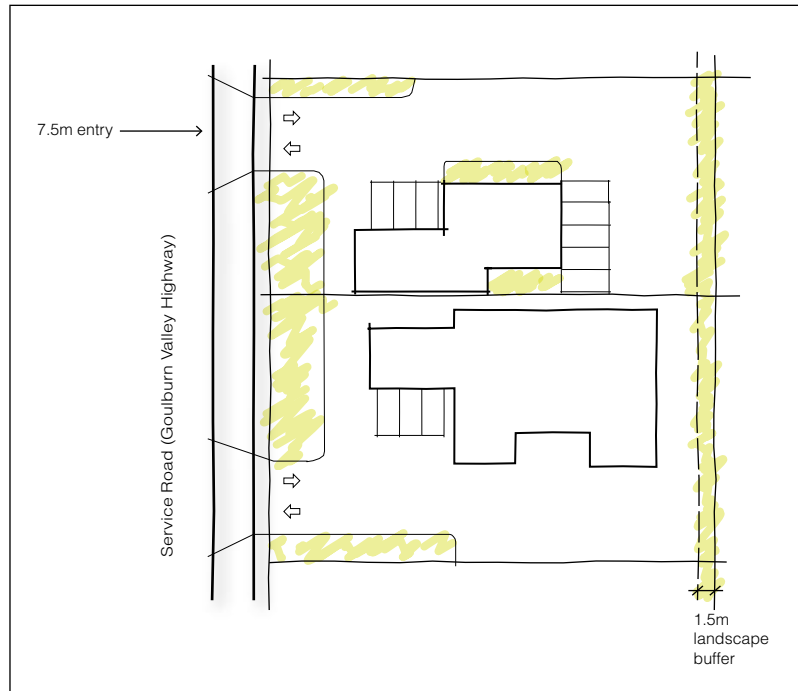 7.5m entry
Service Road (Goulburn Valley Highway)
1.5m
landscape
buffer